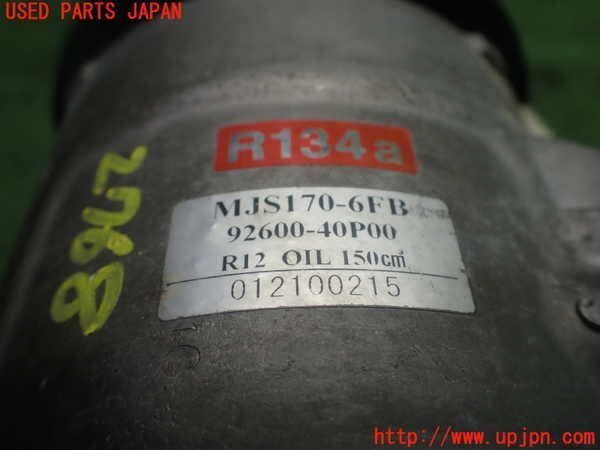 USED PARTS JAPAN
R134a
MJS170-6FB
92600-40P00
R12 OIL 150cm³
012100215
http://www.upjpn.com/